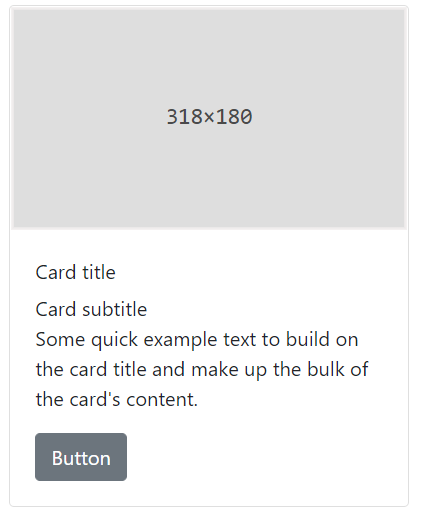 318×180
Card title
Card subtitle
Some quick example text to build on
the card title and make up the bulk of
the card's content.
Button